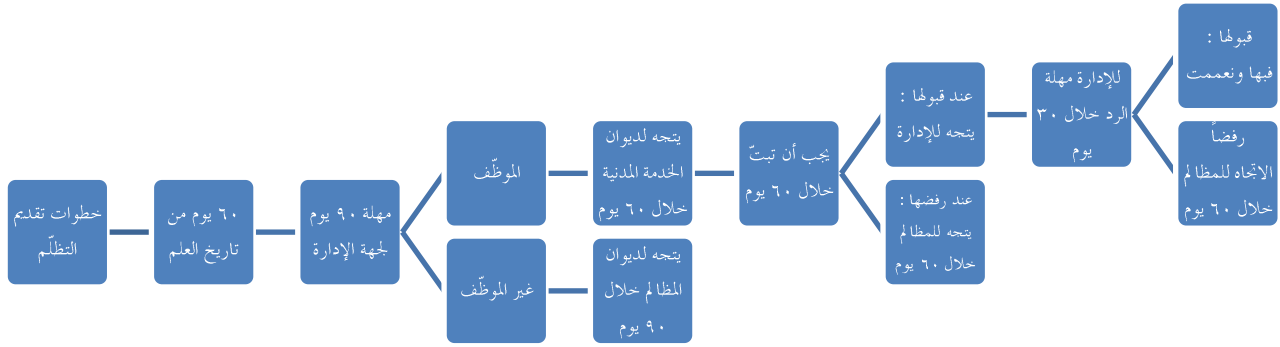 خطوات تقديم
التظلّم
٦٠ يوم من
تاريخ العلم
مهلة ٩٠ يوم
لجهة الإدارة
الموظّف
يتجه لديوان
الخدمة المدنية
خلال ٦٠ يوم
يجب أن تبتّ
خلال ٦٠ يوم
عند قبولها :
يتجه للإدارة
للإدارة مهلة
الرد خلال ٣٠
يوم
قبولها :
فبها ونعممت
رفضاً
الاتجاه للمظالم
خلال ٦٠ يوم
عند رفضها :
يتجه للمظالم
خلال ٦٠ يوم
غير الموظّف
يتجه لديوان
المظالم خلال
٩٠ يوم